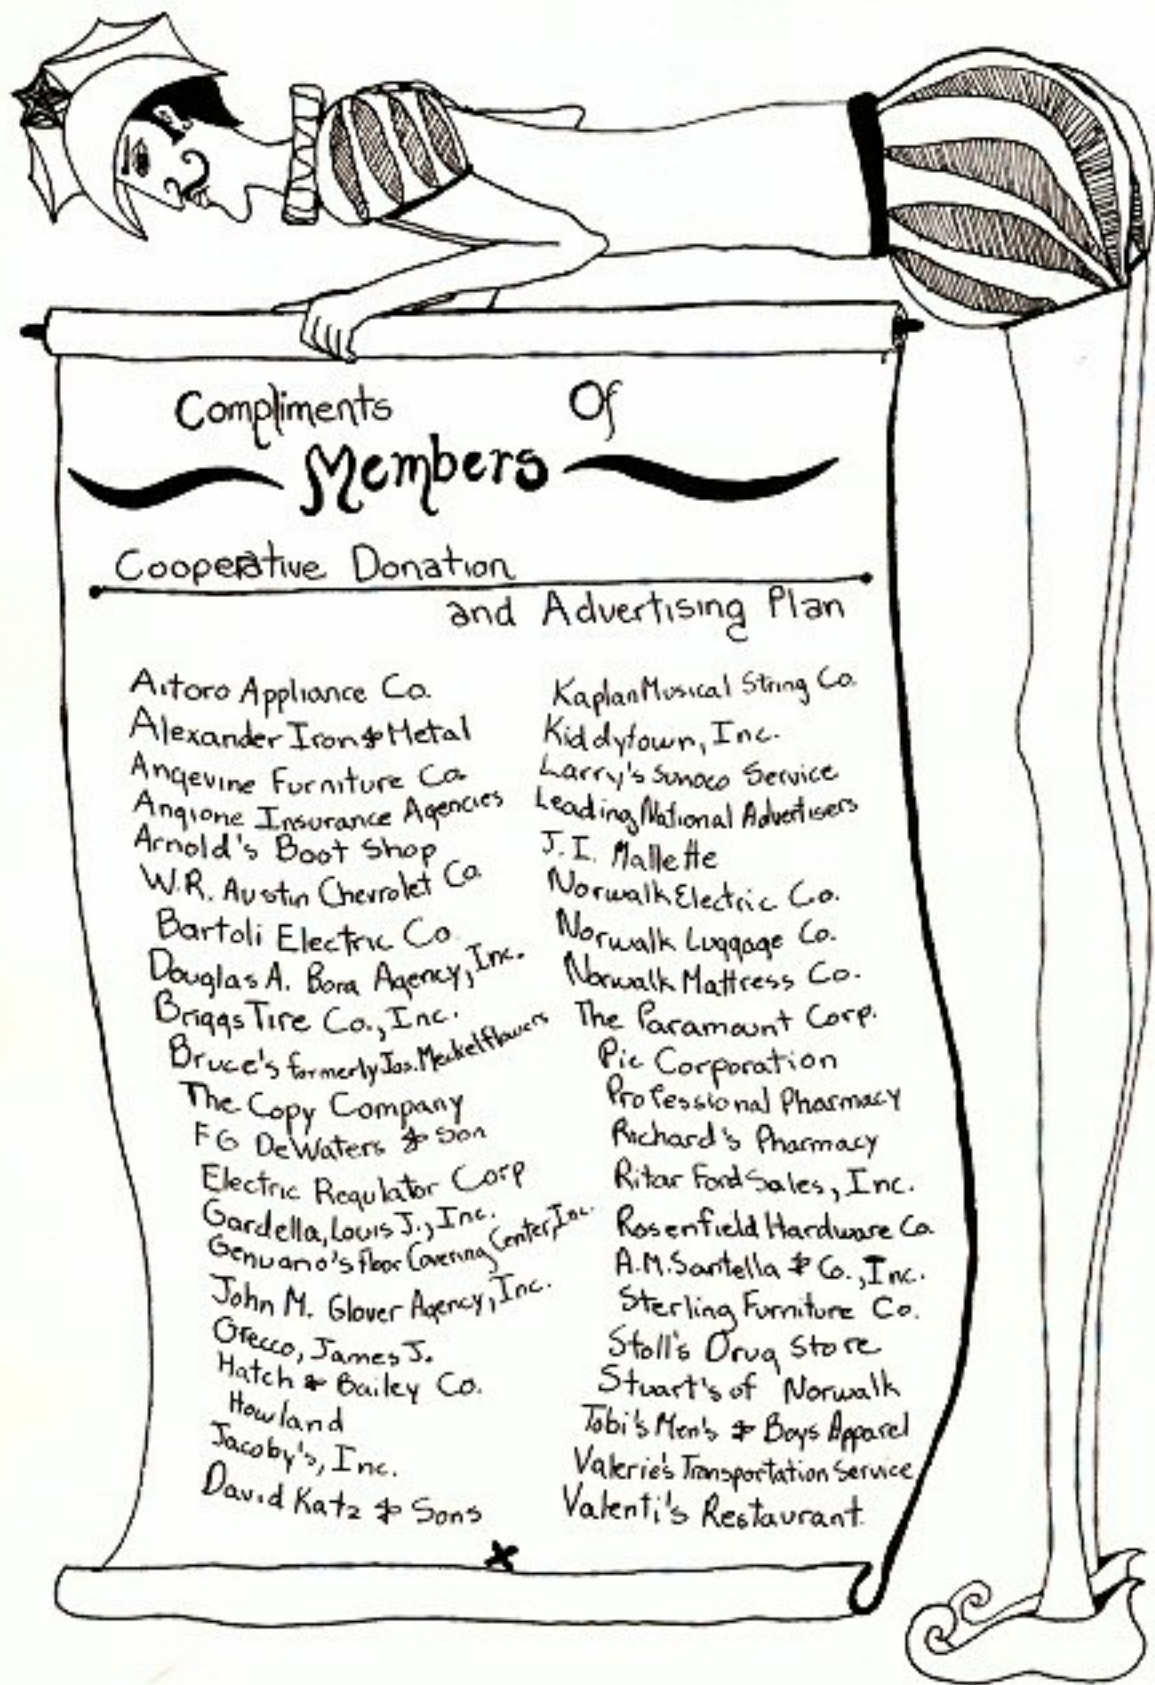 Compliments Of
Members
Cooperative Donation
and Advertising Plan
Aitoro Appliance Co.
Alexander Iron & Metal
Angevine Furniture Co.
Angione Insurance Agencies
Arnold's Boot Shop
W.R. Austin Chevrolet Co.
Bartoli Electric Co.
Douglas A. Bora Agency, Inc.
Briggs Tire Co., Inc.
Bruce's formerly Jos. Meckel flowers
The Copy Company
FG DeWaters & Son
Electric Regulator Corp
Gardella, Louis J., Inc.
Genuario's Floor Covering Center, Inc.
John M. Glover Agency, Inc.
Grecco, James J.
Hatch & Bailey Co.
Howland
Jacoby's, Inc.
David Katz & Sons
Kaplan Musical String Co.
Kiddytown, Inc.
Larry's Sunoco Service
Leading National Advertisers
J.I. Mallette
Norwalk Electric Co.
Norwalk Luggage Co.
Norwalk Mattress Co.
The Paramount Corp.
Pic Corporation
Professional Pharmacy
Richard's Pharmacy
Ritar Ford Sales, Inc.
Rosenfield Hardware Co.
A.M. Santella & Co., Inc.
Sterling Furniture Co.
Stoll's Drug Store
Stuart's of Norwalk
Tobi's Men's & Boys Apparel
Valerie's Transportation Service
Valenti's Restaurant